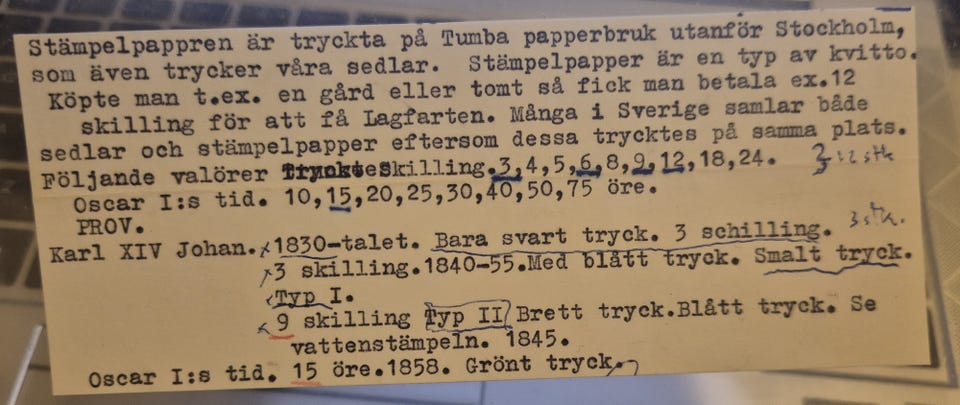 Stämpelpappren är tryckta på Tumba papperbruk utanför Stockholm,
som även trycker våra sedlar. Stämpelpapper är en typ av kvitto.
Köpte man t.ex. en gård eller tomt så fick man betala ex.12
skilling för att få Lagfarten. Många i Sverige samlar både
sedlar och stämpelpapper eftersom dessa trycktes på samma plats.
Följande valörer Skilling.3,4,5,6,8,9,12,18,24.
Oscar I:s tid. 10,15,20,25,30,40,50,75 öre.
PROV.
Karl XIV Johan. 1830-talet. Bara svart tryck. 3 schilling. 3 stk.
3 skilling.1840-55.Med blått tryck. Smalt tryck.
Typ I.
9 skilling Typ II Brett tryck.Blått tryck. Se
vattenstämpeln. 1845.
Oscar I:s tid. 15 öre.1858. Grönt tryck.